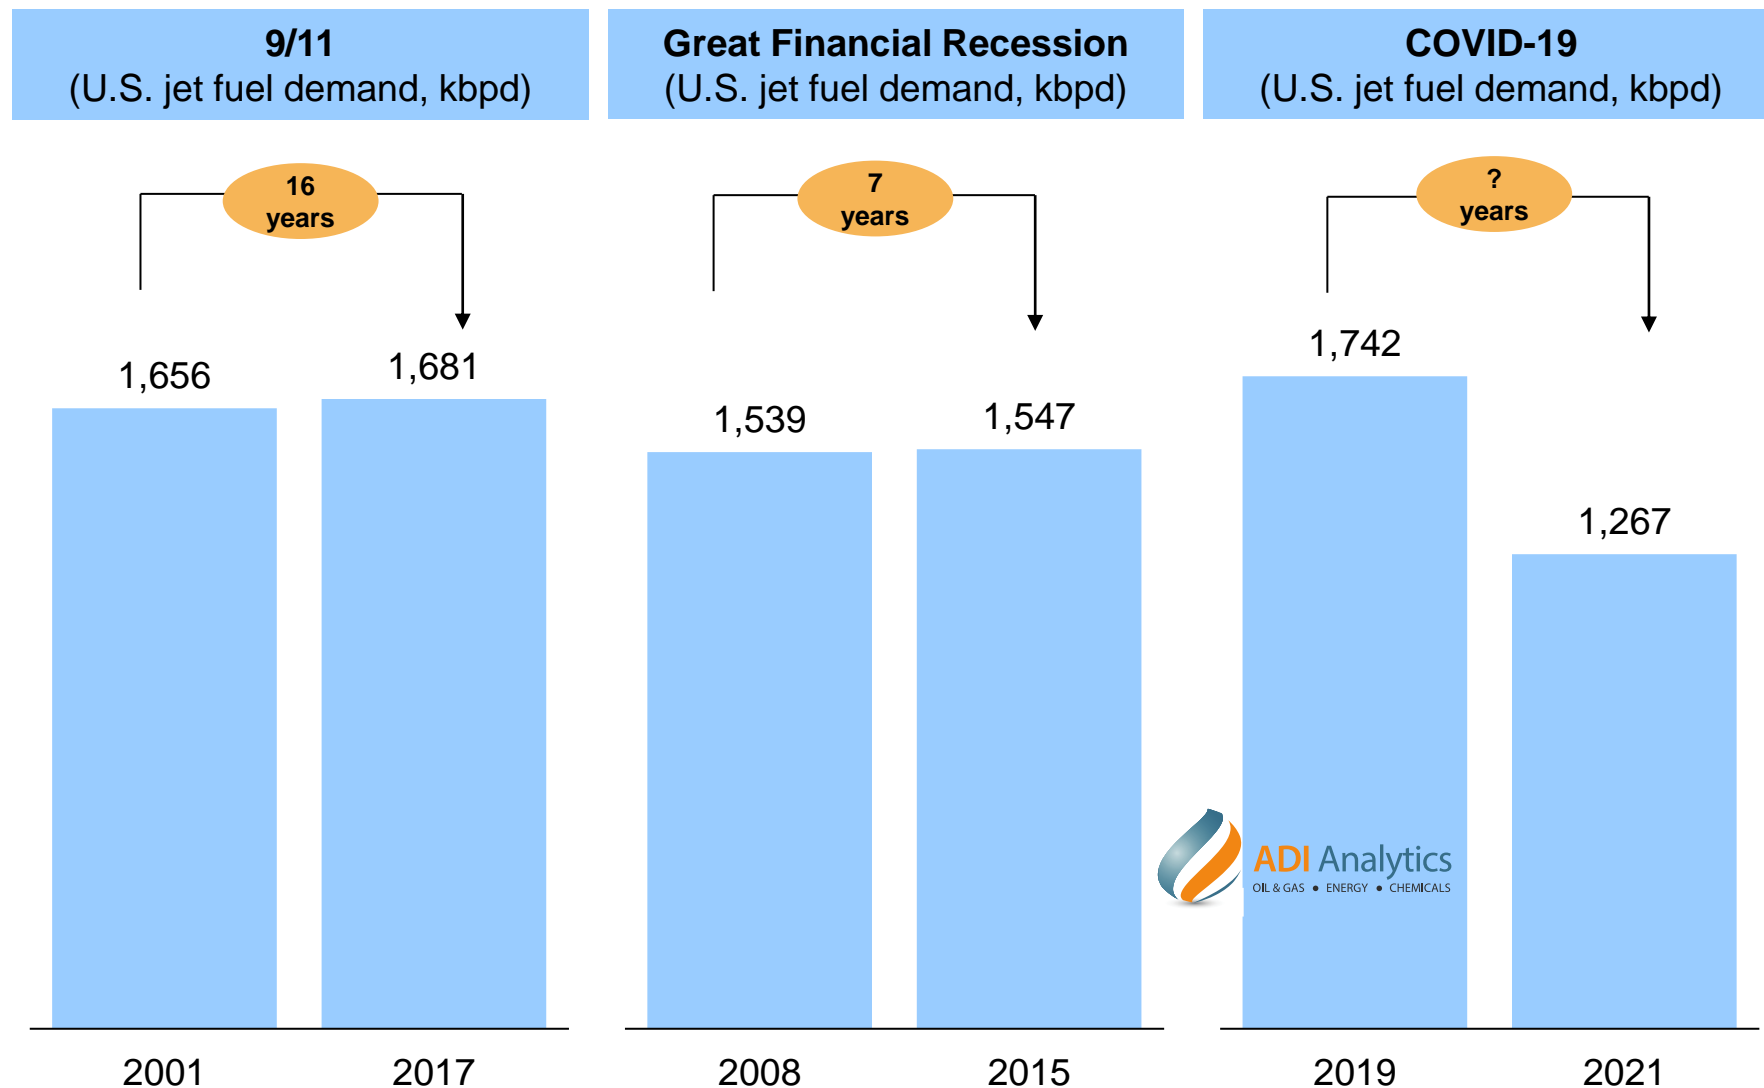 9/11
(U.S. jet fuel demand, kbpd)
Great Financial Recession
(U.S. jet fuel demand, kbpd)
COVID-19
(U.S. jet fuel demand, kbpd)
16
years
7
years
?
years
1,656
1,681
1,539
1,547
1,742
1,267
ADI Analytics
OIL & GAS ● ENERGY ● CHEMICALS
2001
2017
2008
2015
2019
2021